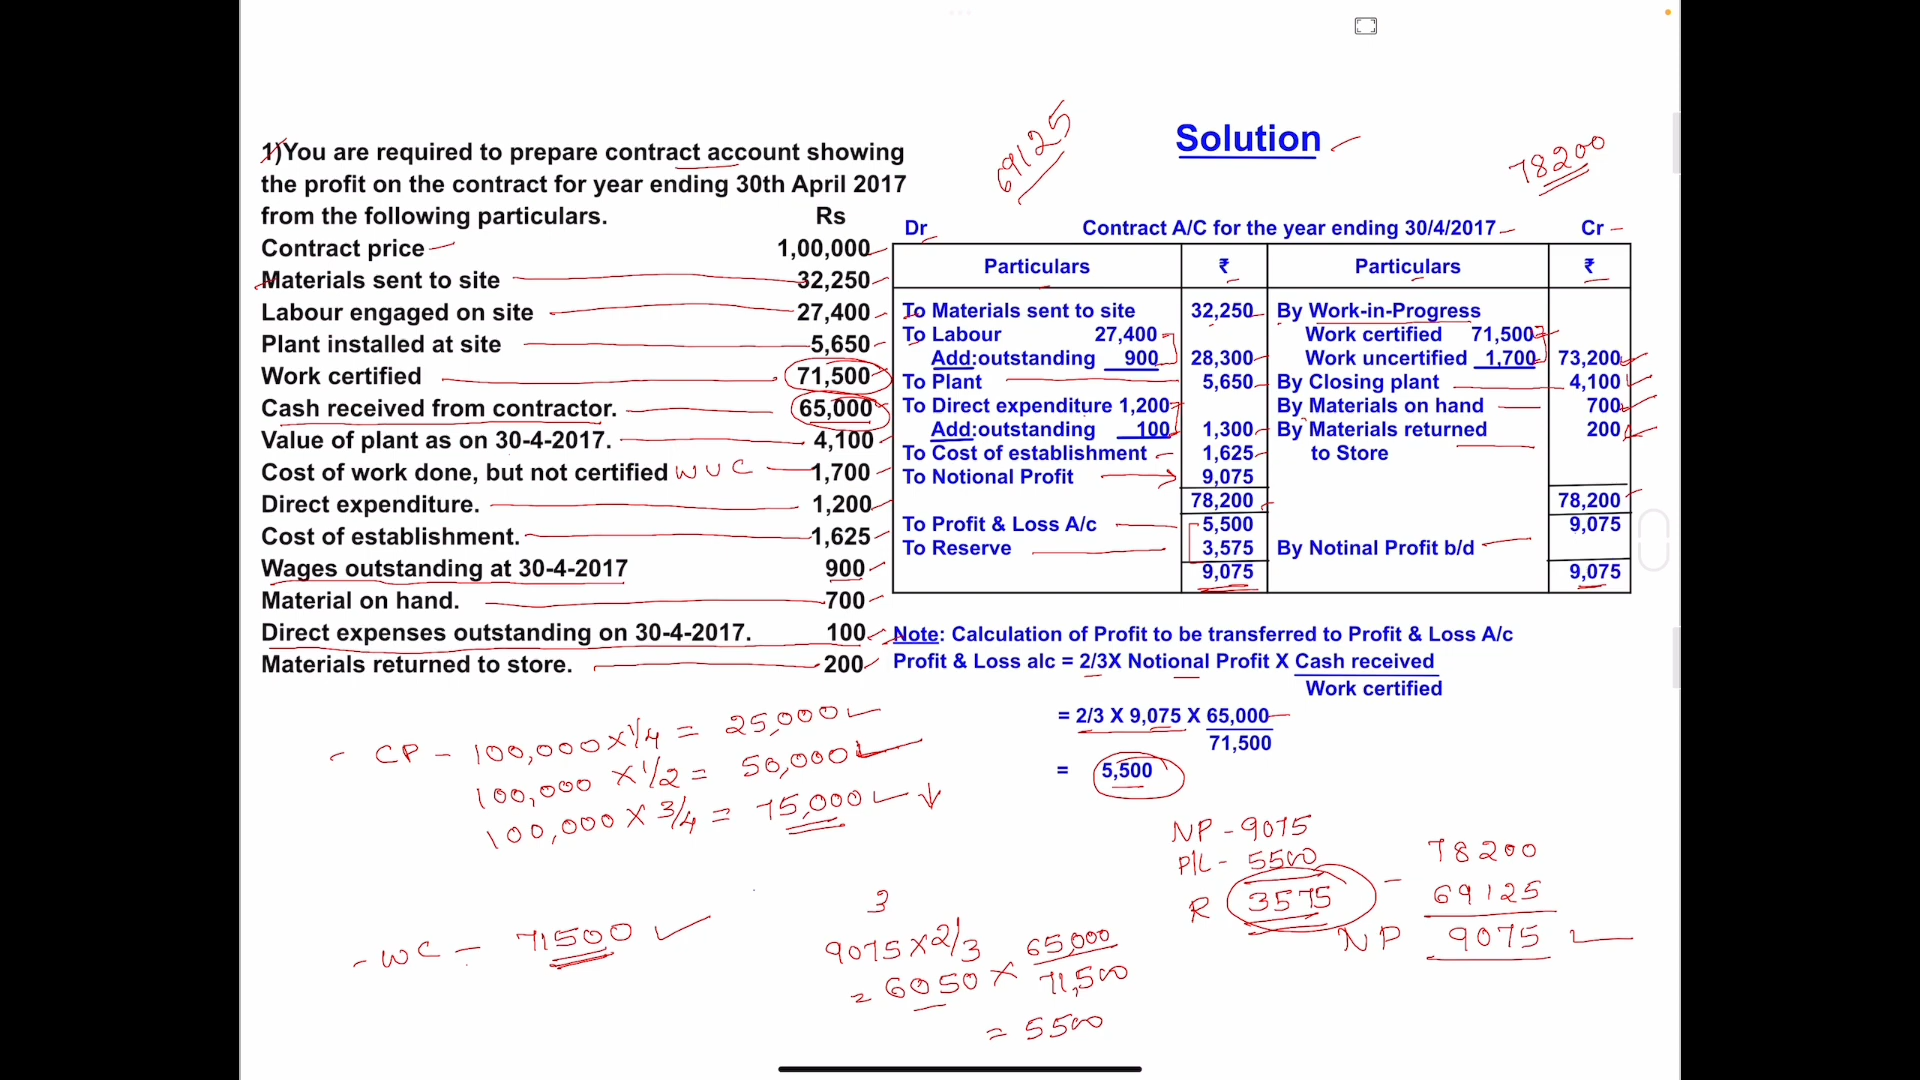 1)You are required to prepare contract account showing
the profit on the contract for year ending 30th April 2017
from the following particulars. Rs
Contract price 1,00,000
Materials sent to site 32,250
Labour engaged on site 27,400
Plant installed at site 5,650
Work certified 71,500
Cash received from contractor. 65,000
Value of plant as on 30-4-2017. 4,100
Cost of work done, but not certified WUC 1,700
Direct expenditure. 1,200
Cost of establishment. 1,625
Wages outstanding at 30-4-2017 900
Material on hand. 700
Direct expenses outstanding on 30-4-2017. 100
Materials returned to store. 200
- CP - 100,000 X 1/4 = 25,000
100,000 X 1/2 = 50,000
100,000 X 3/4 = 75,000
- WC - 71500
69125
Solution
78200
Dr Contract A/C for the year ending 30/4/2017 Cr
Particulars ₹ Particulars ₹
To Materials sent to site 32,250 By Work-in-Progress
To Labour 27,400 Work certified 71,500
Add:outstanding 900 28,300 Work uncertified 1,700 73,200
To Plant 5,650 By Closing plant 4,100
To Direct expenditure 1,200 By Materials on hand 700
Add:outstanding 100 1,300 By Materials returned 200
To Cost of establishment 1,625 to Store
To Notional Profit 9,075
78,200 78,200
To Profit & Loss A/c 5,500 9,075
To Reserve 3,575 By Notinal Profit b/d
9,075 9,075
Note: Calculation of Profit to be transferred to Profit & Loss A/c
Profit & Loss alc = 2/3X Notional Profit X Cash received
Work certified
= 2/3 X 9,075 X 65,000
71,500
= 5,500
NP - 9075
P/L - 5500
R 3575
78200
- 69125
NP 9075
3
9075 X 2/3
= 6050 X 65,000
71,500
= 5500